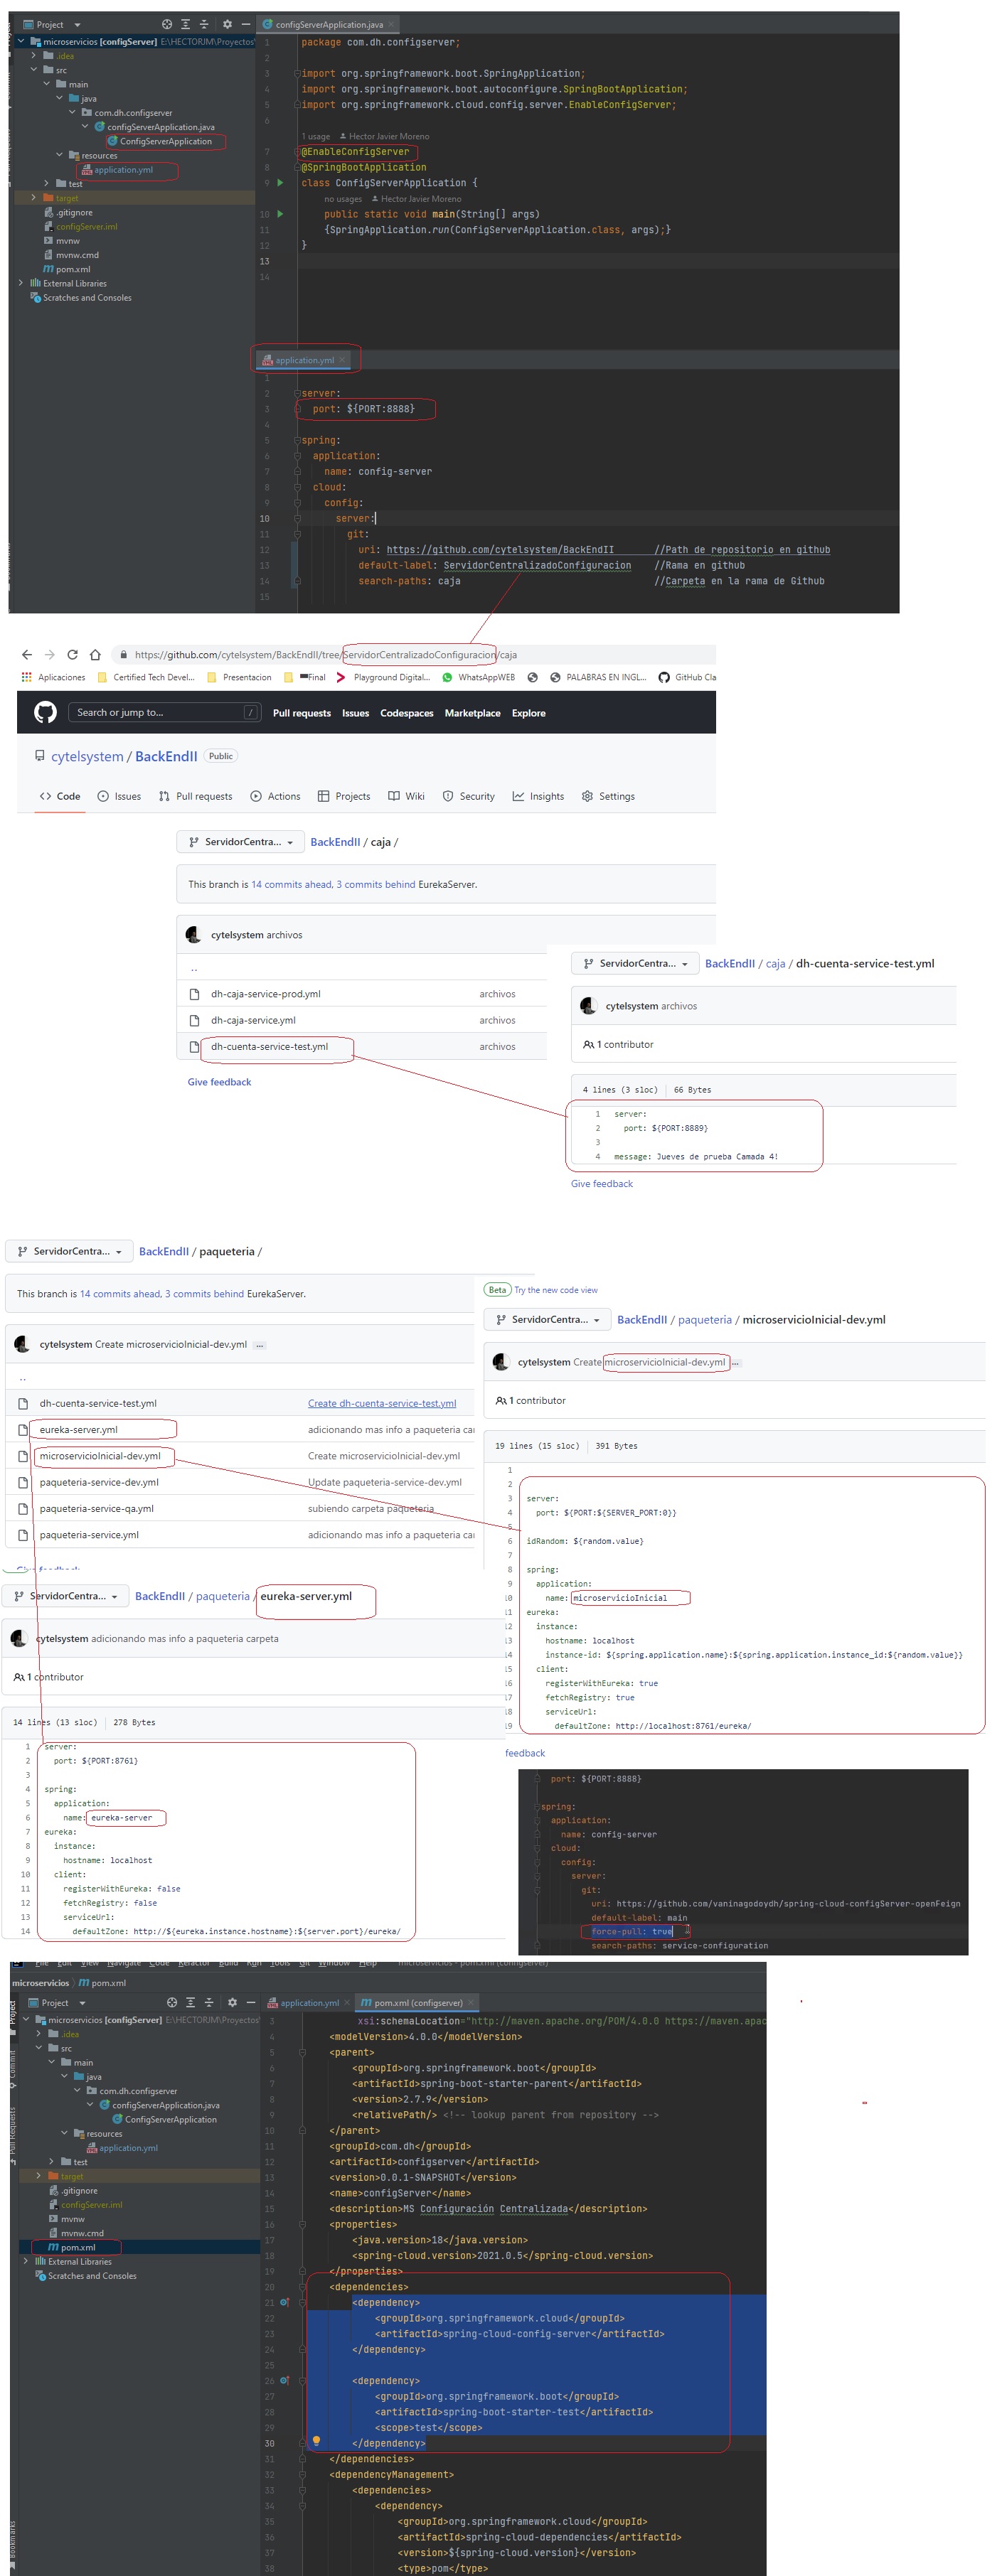 Project
configServerApplication.java
microservicios [configServer] E:\HECTORJM\Proyectos
.idea
src
main
java
com.dh.configserver
configServerApplication.java
ConfigServerApplication
resources
application.yml
test
target
.gitignore
configServer.iml
mvnw
mvnw.cmd
pom.xml
External Libraries
Scratches and Consoles
1 package com.dh.configserver;
2
3 import org.springframework.boot.SpringApplication;
4 import org.springframework.boot.autoconfigure.SpringBootApplication;
5 import org.springframework.cloud.config.server.EnableConfigServer;
6
1 usage Hector Javier Moreno
7 @EnableConfigServer
8 @SpringBootApplication
9 class ConfigServerApplication {
no usages Hector Javier Moreno
10 public static void main(String[] args)
11 {SpringApplication.run(ConfigServerApplication.class, args);}
12 }
13
14
application.yml
1
2 server:
3 port: ${PORT:8888}
4
5 spring:
6 application:
7 name: config-server
8 cloud:
9 config:
10 server:
11 git:
12 uri: https://github.com/cytelsystem/BackEndII //Path de repositorio en github
13 default-label: ServidorCentralizadoConfiguracion //Rama en github
14 search-paths: caja //Carpeta en la rama de Github
15
https://github.com/cytelsystem/BackEndII/tree/ServidorCentralizadoConfiguracion/caja
Aplicaciones Certified Tech Devel... Presentacion Final Playground Digital... WhatsAppWEB PALABRAS EN INGL... GitHub Cla
Search or jump to... / Pull requests Issues Codespaces Marketplace Explore
cytelsystem / BackEndII Public
Code Issues Pull requests Actions Projects Wiki Security Insights Settings
ServidorCentra... BackEndII / caja /
This branch is 14 commits ahead, 3 commits behind EurekaServer.
cytelsystem archivos
..
dh-caja-service-prod.yml archivos
dh-caja-service.yml archivos
dh-cuenta-service-test.yml archivos
Give feedback
ServidorCentra... BackEndII / caja / dh-cuenta-service-test.yml
cytelsystem archivos
1 contributor
4 lines (3 sloc) 66 Bytes
1 server:
2 port: ${PORT:8889}
3
4 message: Jueves de prueba Camada 4!
Give feedback
ServidorCentra... BackEndII / paqueteria /
This branch is 14 commits ahead, 3 commits behind EurekaServer.
cytelsystem Create microservicioInicial-dev.yml ...
..
dh-cuenta-service-test.yml Create dh-cuenta-service-test.yml
eureka-server.yml adicionando mas info a paqueteria car
microservicioInicial-dev.yml Create microservicioInicial-dev.yml
paqueteria-service-dev.yml Update paqueteria-service-dev.yml
paqueteria-service-qa.yml subiendo carpeta paqueteria
paqueteria-service.yml adicionando mas info a paqueteria car
Beta Try the new code view
ServidorCentra... BackEndII / paqueteria / microservicioInicial-dev.yml
cytelsystem Create microservicioInicial-dev.yml ...
1 contributor
19 lines (15 sloc) 391 Bytes
1
2
3 server:
4 port: ${PORT:${SERVER_PORT:0}}
5
6 idRandom: ${random.value}
7
8 spring:
9 application:
10 name: microservicioInicial
11 eureka:
12 instance:
13 hostname: localhost
14 instance-id: ${spring.application.name}:${spring.application.instance_id:${random.value}}
15 client:
16 registerWithEureka: true
17 fetchRegistry: true
18 serviceUrl:
19 defaultZone: http://localhost:8761/eureka/
feedback
ServidorCentra... BackEndII / paqueteria / eureka-server.yml
cytelsystem adicionando mas info a paqueteria carpeta
1 contributor
14 lines (13 sloc) 278 Bytes
1 server:
2 port: ${PORT:8761}
3
4 spring:
5 application:
6 name: eureka-server
7 eureka:
8 instance:
9 hostname: localhost
10 client:
11 registerWithEureka: false
12 fetchRegistry: false
13 serviceUrl:
14 defaultZone: http://${eureka.instance.hostname}:${server.port}/eureka/
port: ${PORT:8888}
spring:
application:
name: config-server
cloud:
config:
server:
git:
uri: https://github.com/vaninagodoydh/spring-cloud-configServer-openFeign
default-label: main
force-pull: true
search-paths: service-configuration
File Edit View Navigate Code Refactor Build Run Tools Git Window Help microservicios - pom.xml (configserver)
microservicios pom.xml
Project
application.yml pom.xml (configserver)
Project
Commit
Pull Requests
Bookmarks
microservicios [configServer] E:\HECTORJM\Proyectos
.idea
src
main
java
com.dh.configserver
configServerApplication.java
ConfigServerApplication
resources
application.yml
test
target
.gitignore
configServer.iml
mvnw
mvnw.cmd
pom.xml
External Libraries
Scratches and Consoles
3 xsi:schemaLocation="http://maven.apache.org/POM/4.0.0 https://maven.apac
4 <modelVersion>4.0.0</modelVersion>
5 <parent>
6 <groupId>org.springframework.boot</groupId>
7 <artifactId>spring-boot-starter-parent</artifactId>
8 <version>2.7.9</version>
9 <relativePath/> <!-- lookup parent from repository -->
10 </parent>
11 <groupId>com.dh</groupId>
12 <artifactId>configserver</artifactId>
13 <version>0.0.1-SNAPSHOT</version>
14 <name>configServer</name>
15 <description>MS Configuración Centralizada</description>
16 <properties>
17 <java.version>18</java.version>
18 <spring-cloud.version>2021.0.5</spring-cloud.version>
19 </properties>
20 <dependencies>
21 <dependency>
22 <groupId>org.springframework.cloud</groupId>
23 <artifactId>spring-cloud-config-server</artifactId>
24 </dependency>
25
26 <dependency>
27 <groupId>org.springframework.boot</groupId>
28 <artifactId>spring-boot-starter-test</artifactId>
29 <scope>test</scope>
30 </dependency>
31 </dependencies>
32 <dependencyManagement>
33 <dependencies>
34 <dependency>
35 <groupId>org.springframework.cloud</groupId>
36 <artifactId>spring-cloud-dependencies</artifactId>
37 <version>${spring-cloud.version}</version>
38 <type>pom</type>